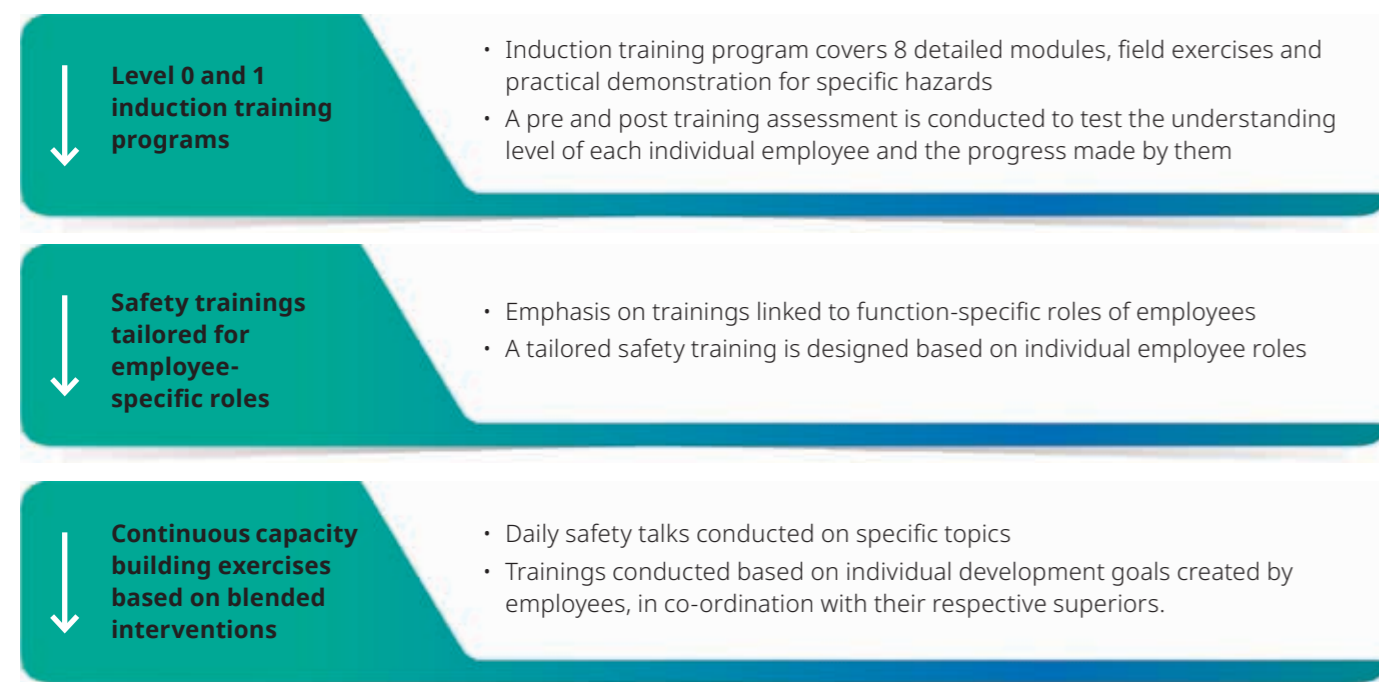 Level 0 and 1
induction training
programs
• Induction training program covers 8 detailed modules, field exercises and
practical demonstration for specific hazards
• A pre and post training assessment is conducted to test the understanding
level of each individual employee and the progress made by them
Safety trainings
tailored for
employee-
specific roles
• Emphasis on trainings linked to function-specific roles of employees
• A tailored safety training is designed based on individual employee roles
Continuous capacity
building exercises
based on blended
interventions
• Daily safety talks conducted on specific topics
• Trainings conducted based on individual development goals created by
employees, in co-ordination with their respective superiors.